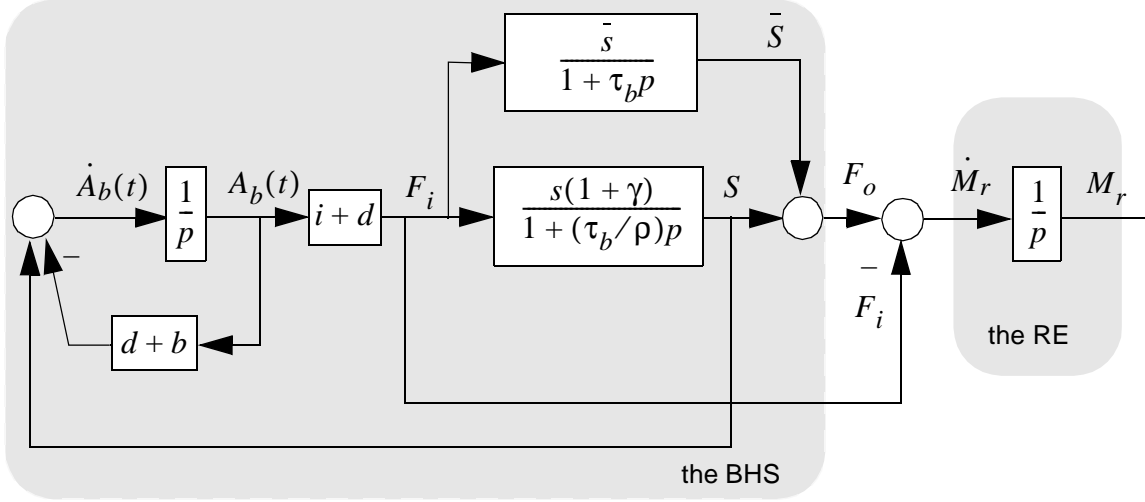 s̄
1 + τ_b p
S̄
Ȧ_b(t)
1
p
A_b(t)
i + d
F_i
s(1 + γ)
1 + (τ_b/ρ)p
S
F_o
Ṁ_r
1
p
M_r
−
−
F_i
d + b
the RE
the BHS